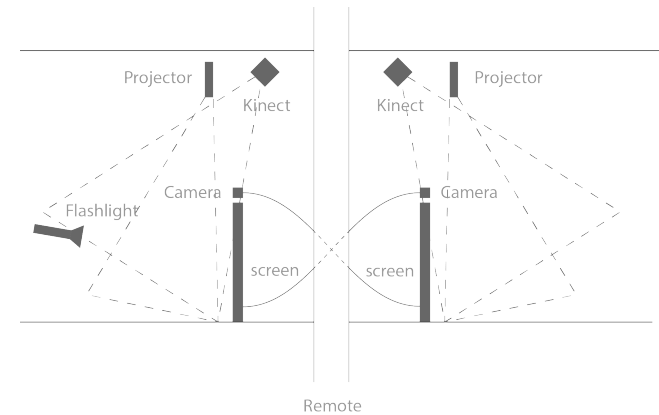 Projector
Kinect
Camera
Flashlight
screen
Projector
Kinect
Camera
screen
Remote